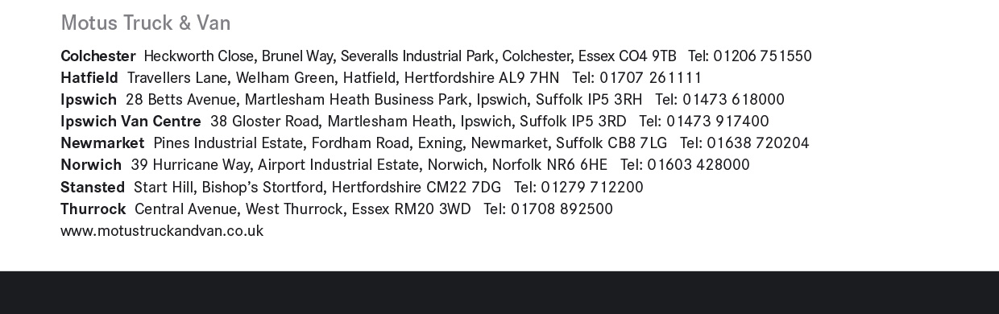 Motus Truck & Van
Colchester Heckworth Close, Brunel Way, Severalls Industrial Park, Colchester, Essex CO4 9TB Tel: 01206 751550
Hatfield Travellers Lane, Welham Green, Hatfield, Hertfordshire AL9 7HN Tel: 01707 261111
Ipswich 28 Betts Avenue, Martlesham Heath Business Park, Ipswich, Suffolk IP5 3RH Tel: 01473 618000
Ipswich Van Centre 38 Gloster Road, Martlesham Heath, Ipswich, Suffolk IP5 3RD Tel: 01473 917400
Newmarket Pines Industrial Estate, Fordham Road, Exning, Newmarket, Suffolk CB8 7LG Tel: 01638 720204
Norwich 39 Hurricane Way, Airport Industrial Estate, Norwich, Norfolk NR6 6HE Tel: 01603 428000
Stansted Start Hill, Bishop’s Stortford, Hertfordshire CM22 7DG Tel: 01279 712200
Thurrock Central Avenue, West Thurrock, Essex RM20 3WD Tel: 01708 892500
www.motustruckandvan.co.uk